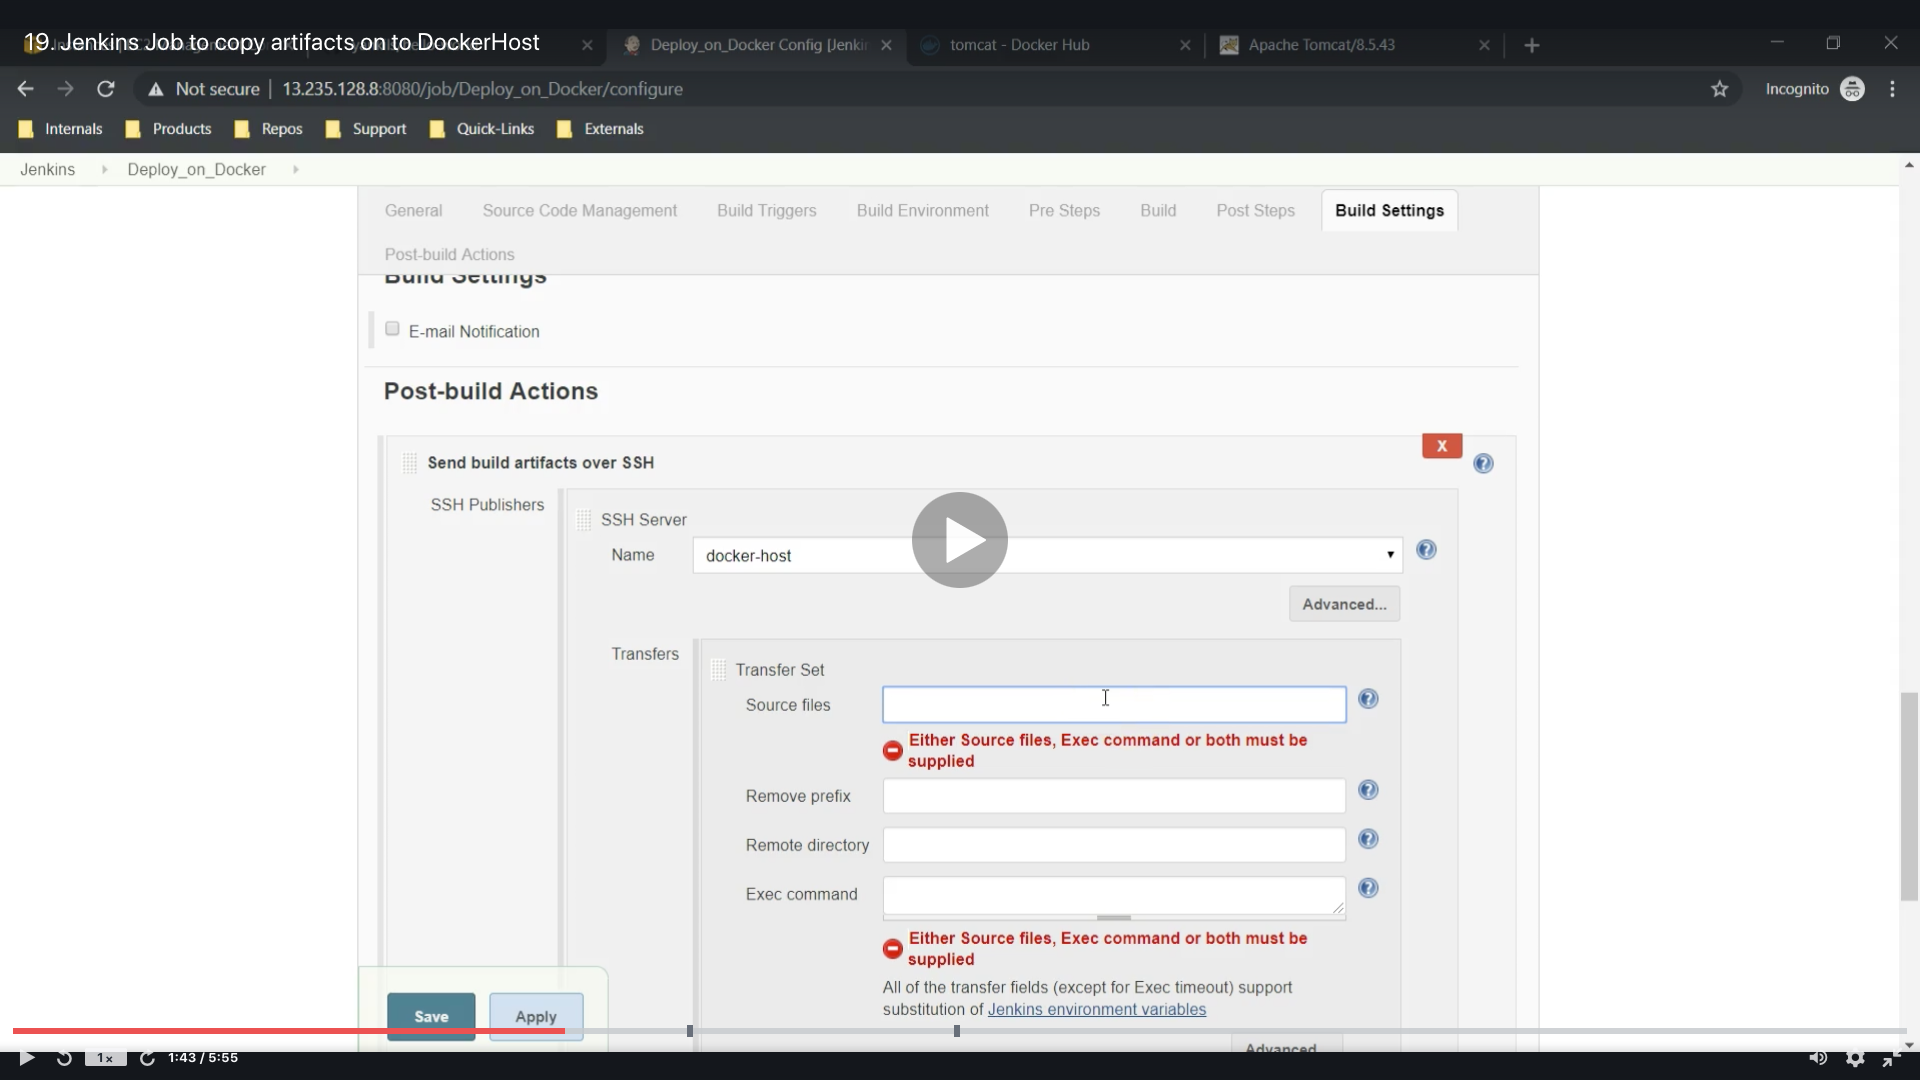 19. Jenkins Job to copy artifacts on to DockerHost
Deploy_on_Docker Config [Jenki
tomcat - Docker Hub
Apache Tomcat/8.5.43
Not secure | 13.235.128.8:8080/job/Deploy_on_Docker/configure
Incognito
Internals Products Repos Support Quick-Links Externals
Jenkins Deploy_on_Docker
General Source Code Management Build Triggers Build Environment Pre Steps Build Post Steps Build Settings
Post-build Actions
Build Settings
E-mail Notification
Post-build Actions
X
Send build artifacts over SSH
SSH Publishers
SSH Server
Name docker-host
Advanced...
Transfers
Transfer Set
Source files
Either Source files, Exec command or both must be
supplied
Remove prefix
Remote directory
Exec command
Either Source files, Exec command or both must be
supplied
All of the transfer fields (except for Exec timeout) support
substitution of Jenkins environment variables
Save Apply
Advanced
1x 1:43 / 5:55